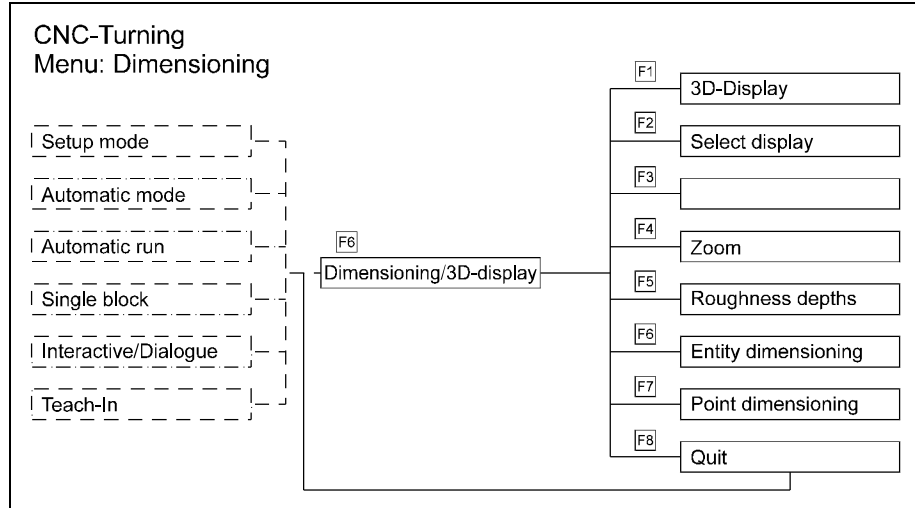 CNC-Turning
Menu: Dimensioning
Setup mode
Automatic mode
Automatic run
Single block
Interactive/Dialogue
Teach-In
F6
Dimensioning/3D-display
F1
3D-Display
F2
Select display
F3
F4
Zoom
F5
Roughness depths
F6
Entity dimensioning
F7
Point dimensioning
F8
Quit